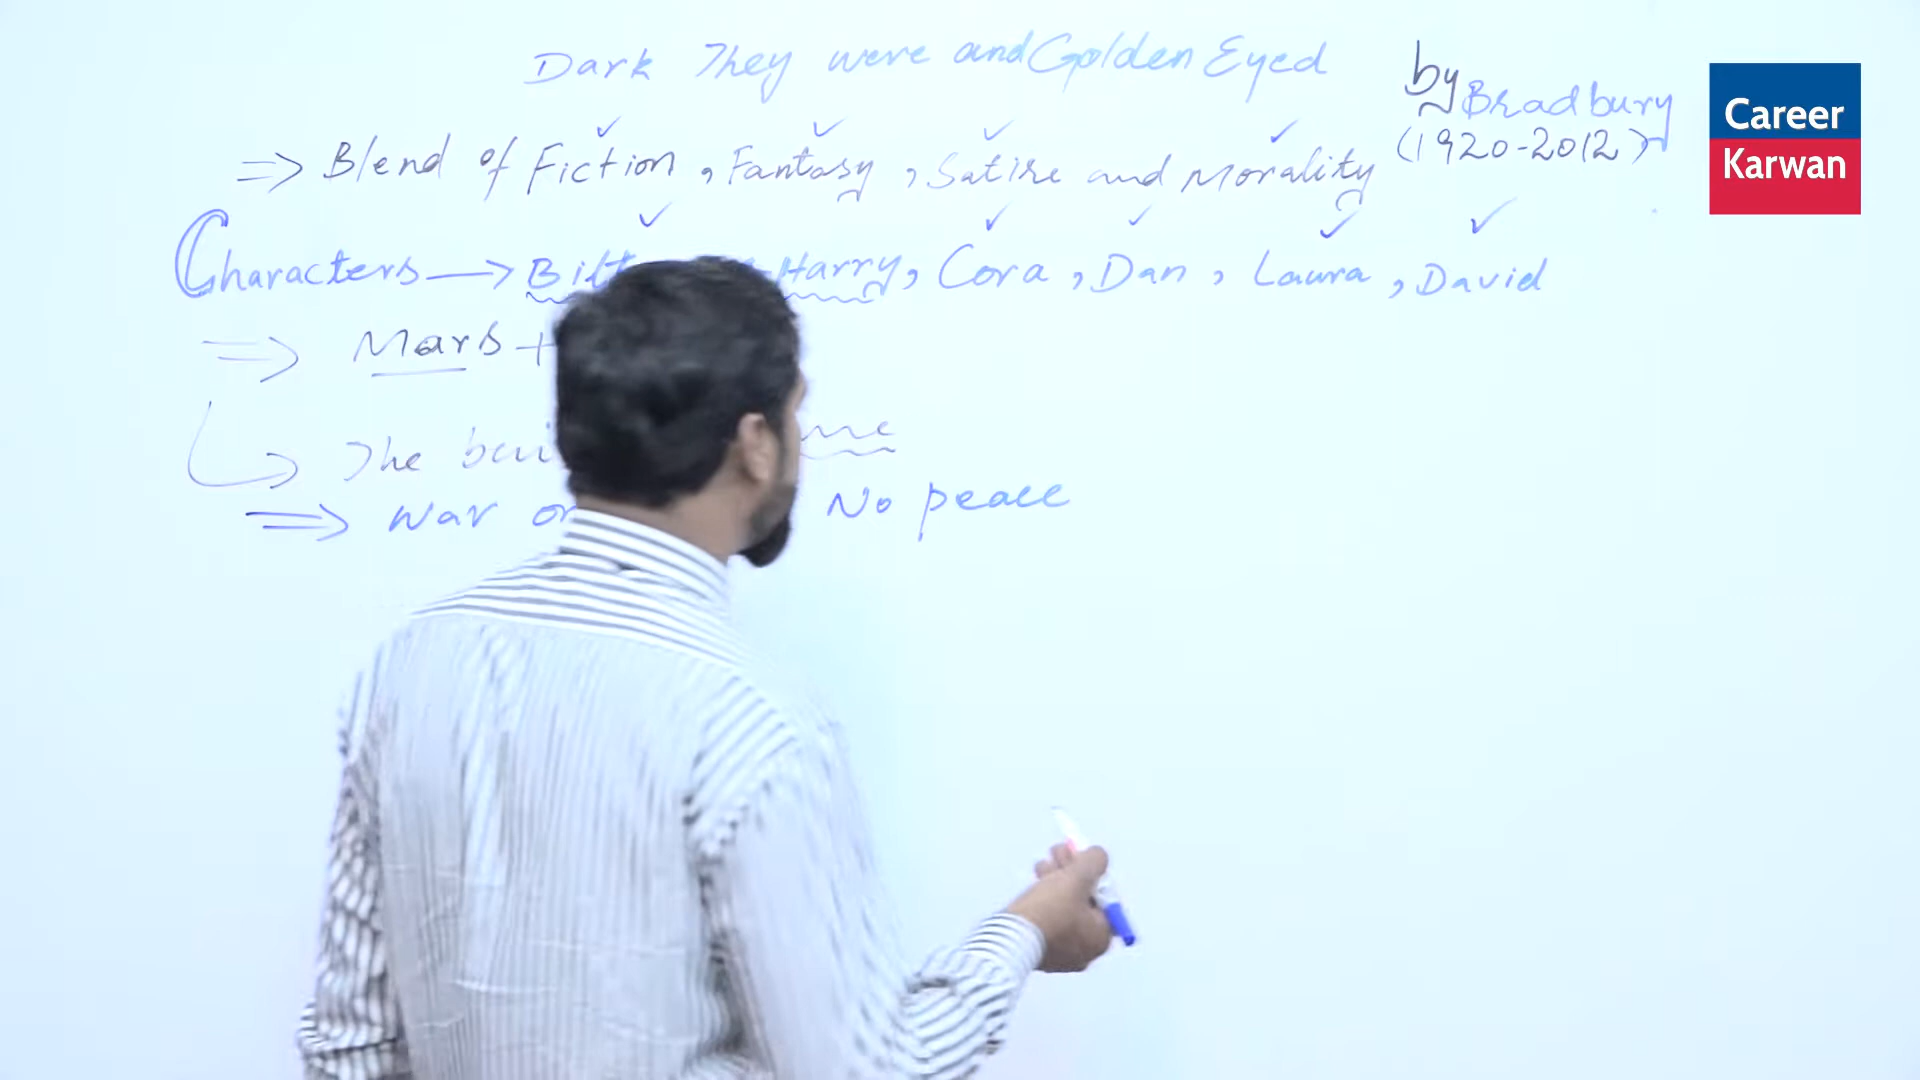 Dark They were and Golden Eyed
by Bradbury
(1920-2012)
Career
Karwan
⇒ Blend of Fiction, Fantasy, Satire and Morality
Characters → Harry, Cora, Dan, Laura, David
⇒ Mars +
The
⇒ War No peace